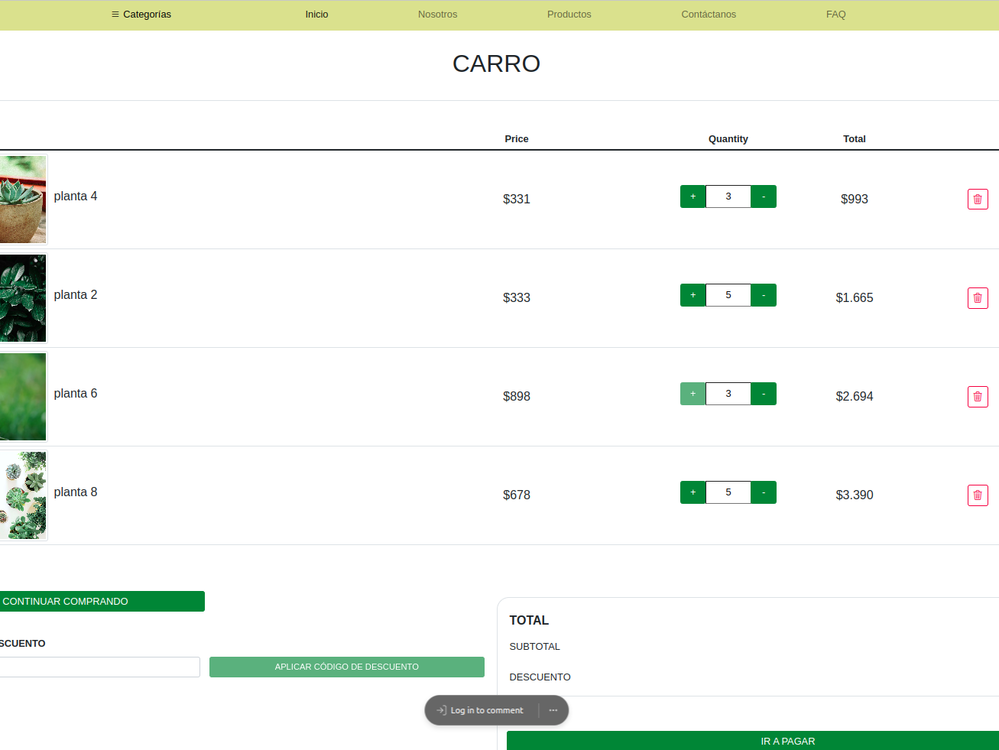 ≡ Categorías Inicio Nosotros Productos Contáctanos FAQ
CARRO
Price Quantity Total
planta 4 $331 + 3 - $993
planta 2 $333 + 5 - $1.665
planta 6 $898 + 3 - $2.694
planta 8 $678 + 5 - $3.390
CONTINUAR COMPRANDO
SCUENTO
APLICAR CÓDIGO DE DESCUENTO
TOTAL
SUBTOTAL
DESCUENTO
Log in to comment ...
IR A PAGAR